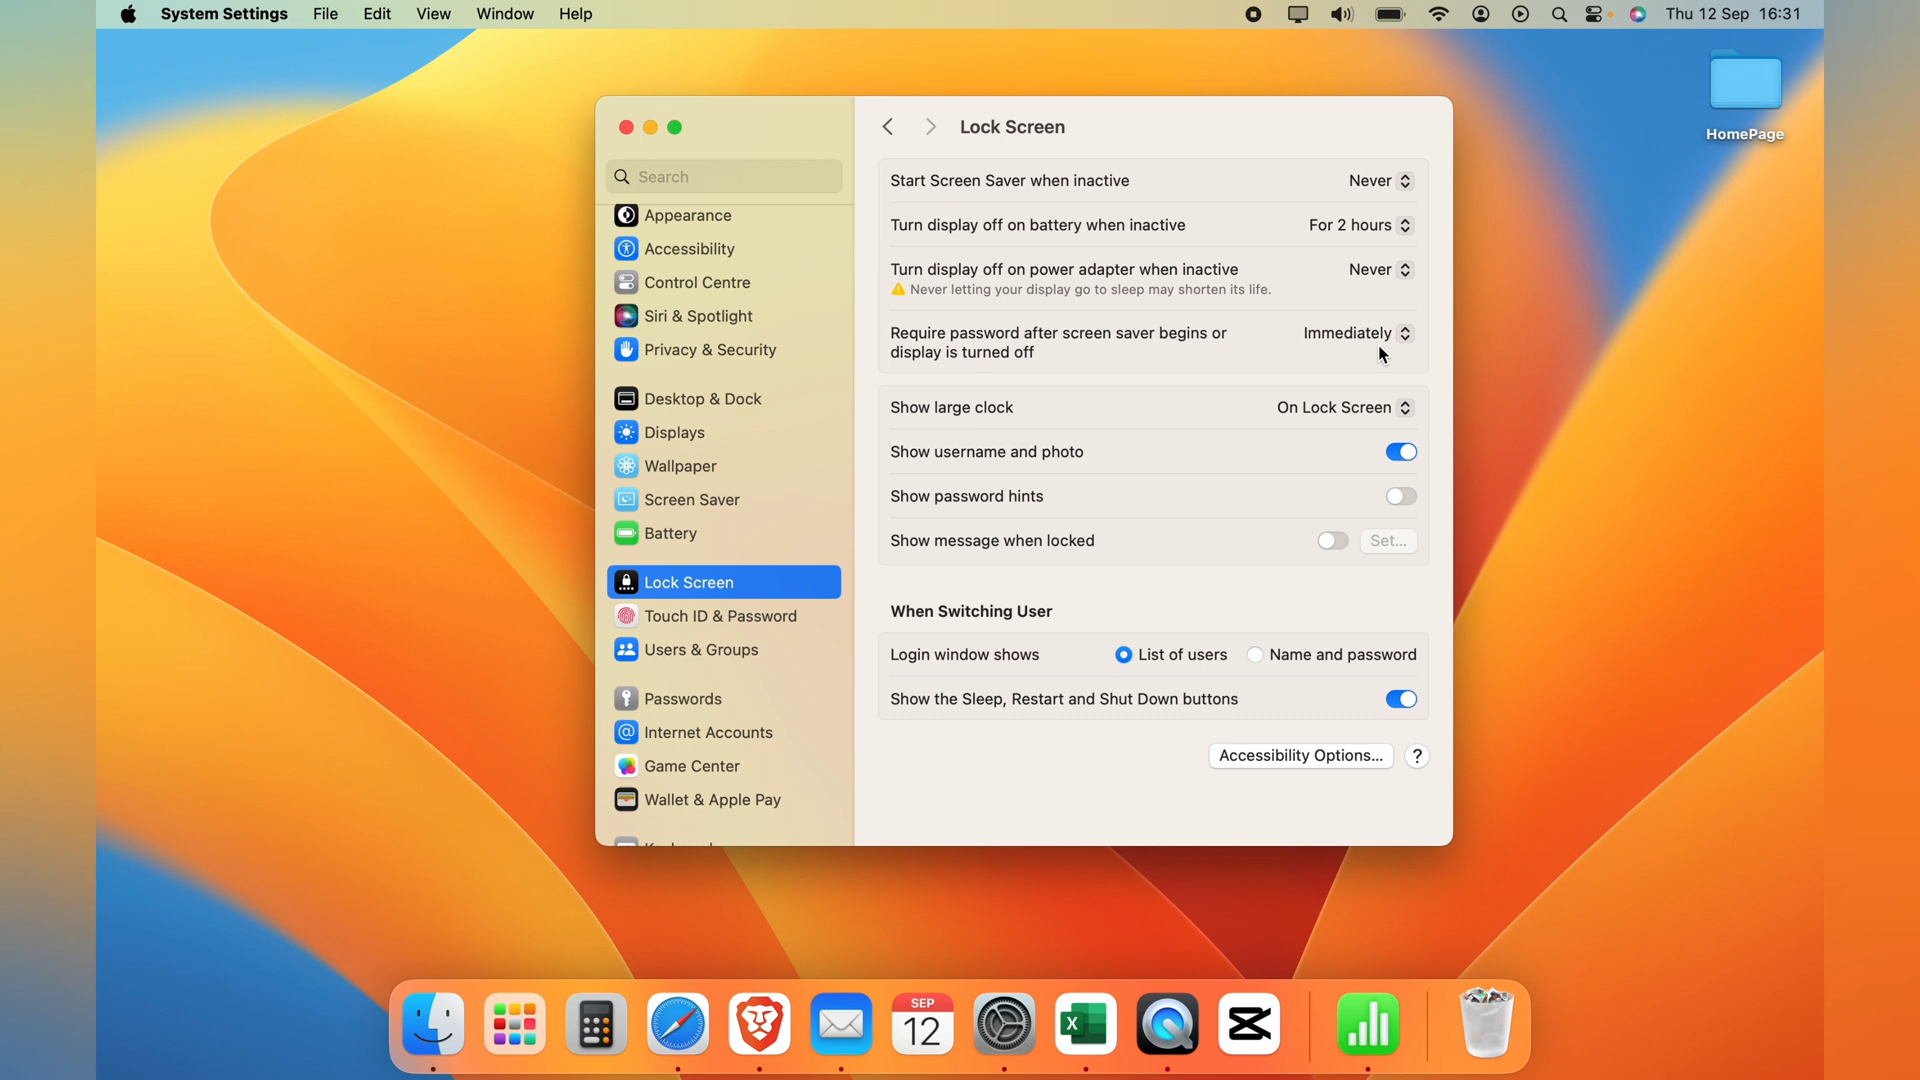 System Settings File Edit View Window Help
Thu 12 Sep 16:31
HomePage
Search
Appearance
Accessibility
Control Centre
Siri & Spotlight
Privacy & Security
Desktop & Dock
Displays
Wallpaper
Screen Saver
Battery
Lock Screen
Touch ID & Password
Users & Groups
Passwords
Internet Accounts
Game Center
Wallet & Apple Pay
Lock Screen
Start Screen Saver when inactive Never
Turn display off on battery when inactive For 2 hours
Turn display off on power adapter when inactive Never
Never letting your display go to sleep may shorten its life.
Require password after screen saver begins or Immediately
display is turned off
Show large clock On Lock Screen
Show username and photo
Show password hints
Show message when locked Set...
When Switching User
Login window shows List of users Name and password
Show the Sleep, Restart and Shut Down buttons
Accessibility Options... ?
SEP
12
X